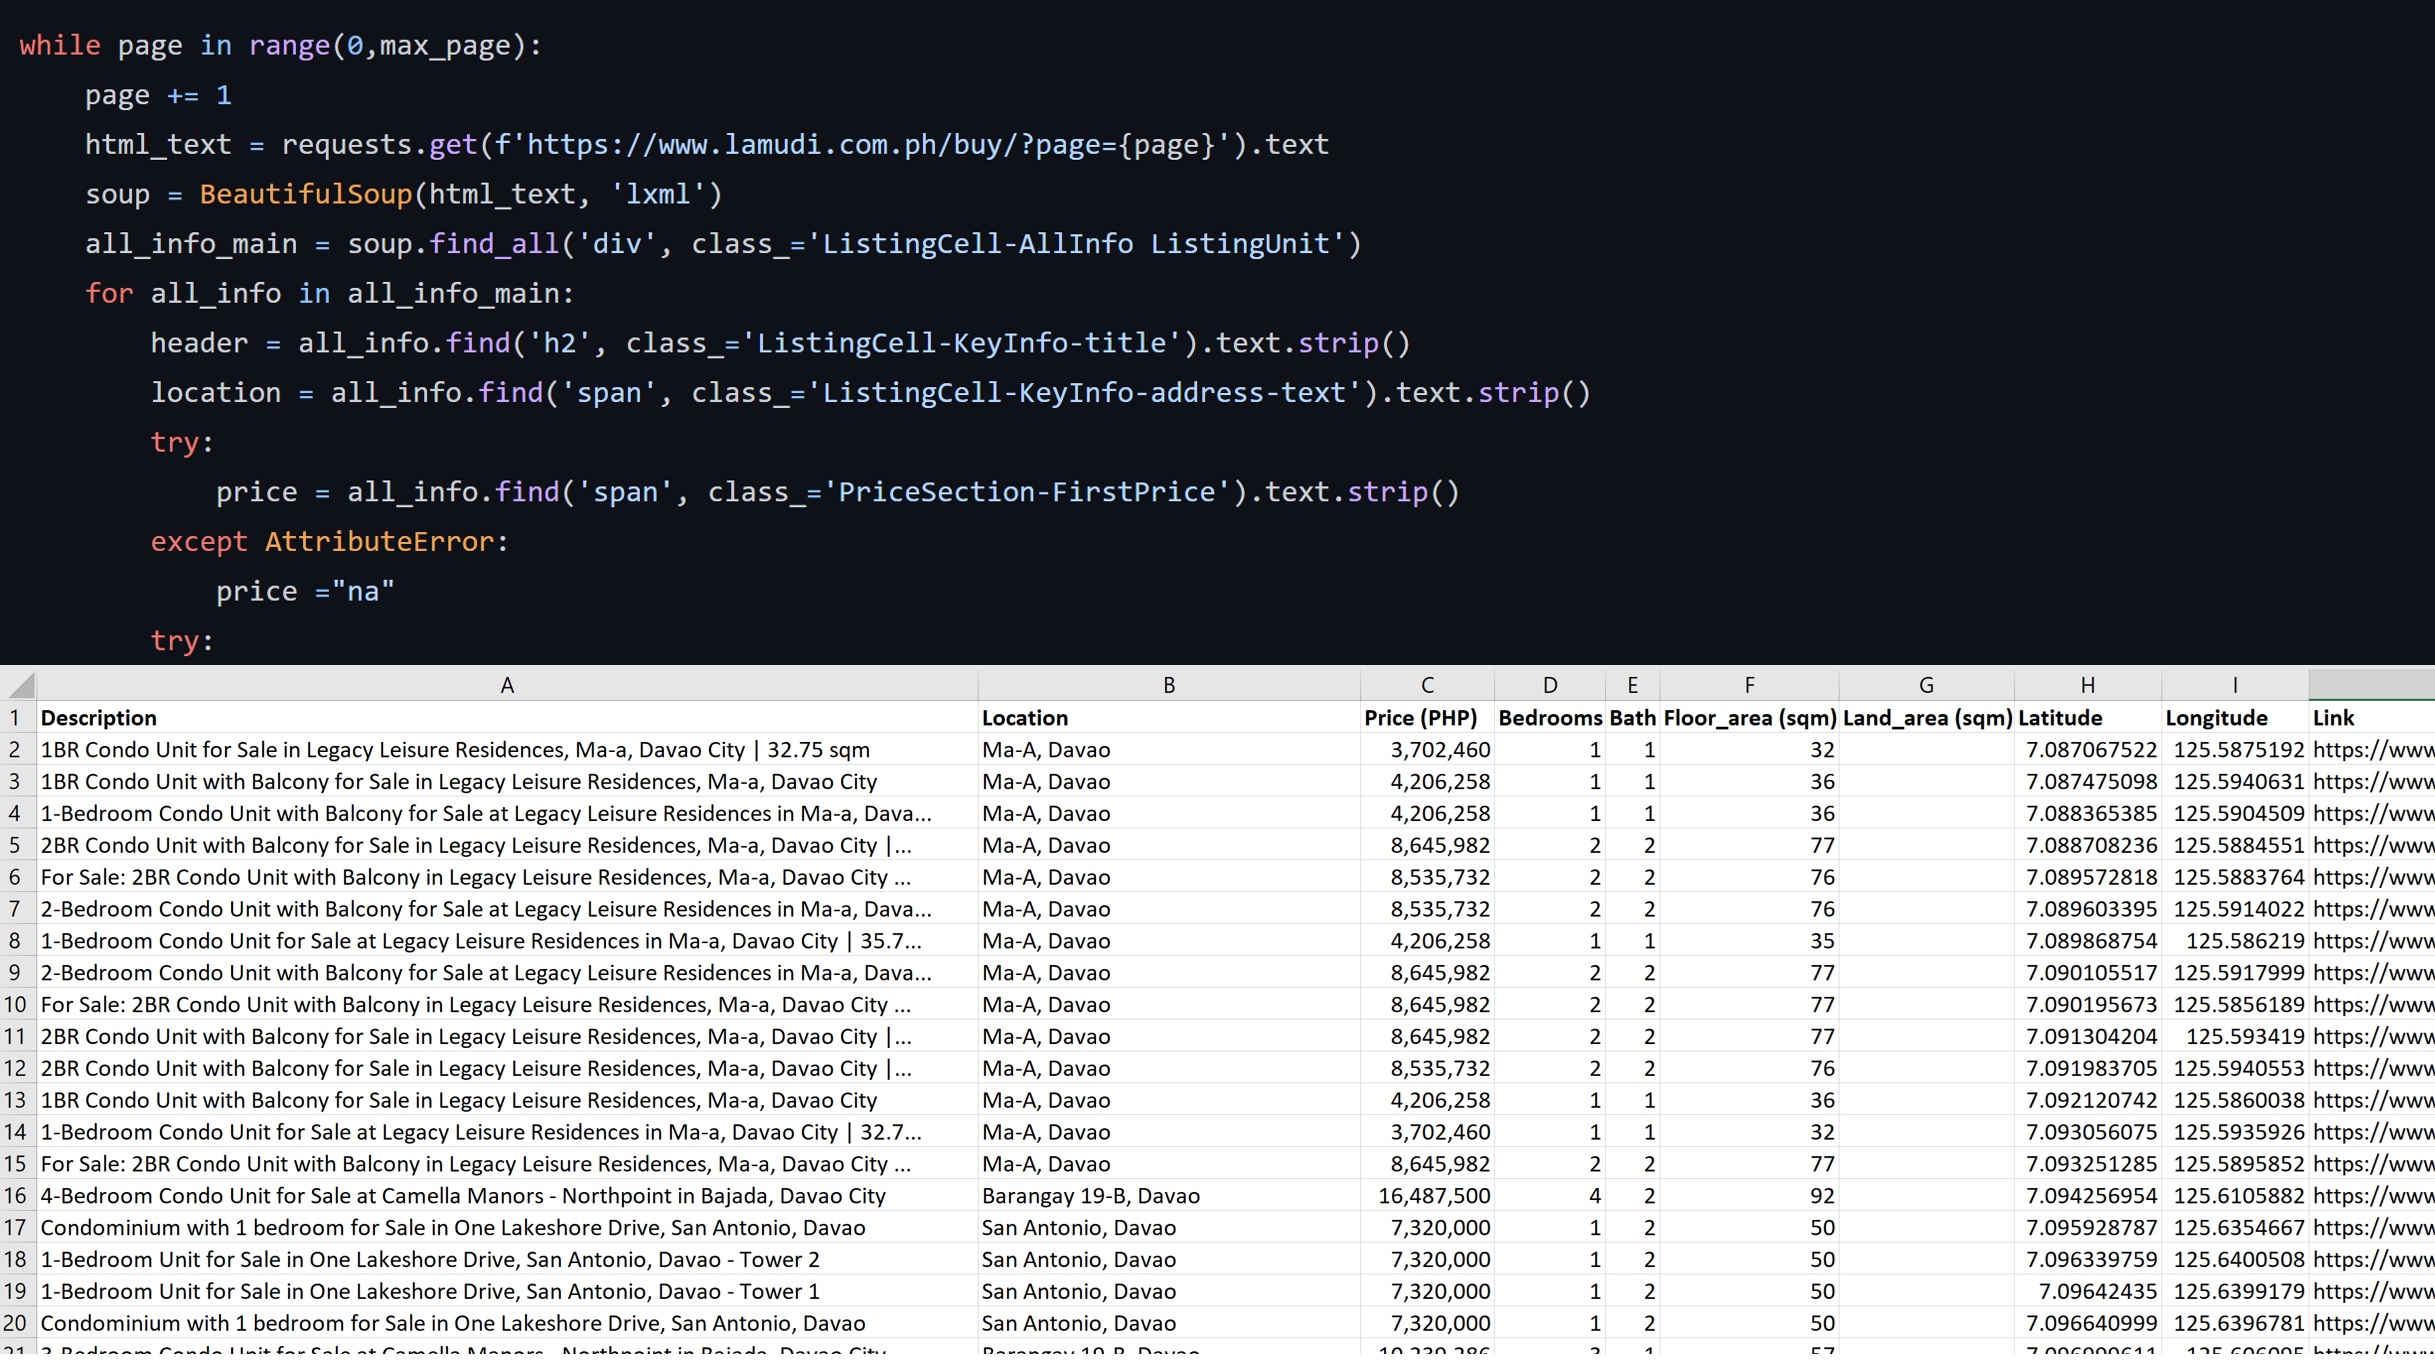 while page in range(0,max_page):
page += 1
html_text = requests.get(f'https://www.lamudi.com.ph/buy/?page={page}').text
soup = BeautifulSoup(html_text, 'lxml')
all_info_main = soup.find_all('div', class_='ListingCell-AllInfo ListingUnit')
for all_info in all_info_main:
header = all_info.find('h2', class_='ListingCell-KeyInfo-title').text.strip()
location = all_info.find('span', class_='ListingCell-KeyInfo-address-text').text.strip()
try:
price = all_info.find('span', class_='PriceSection-FirstPrice').text.strip()
except AttributeError:
price ="na"
try:
A B C D E F G H I
1 Description Location Price (PHP) Bedrooms Bath Floor_area (sqm) Land_area (sqm) Latitude Longitude Link
2 1BR Condo Unit for Sale in Legacy Leisure Residences, Ma-a, Davao City | 32.75 sqm Ma-A, Davao 3,702,460 1 1 32 7.087067522 125.5875192 https://www
3 1BR Condo Unit with Balcony for Sale in Legacy Leisure Residences, Ma-a, Davao City Ma-A, Davao 4,206,258 1 1 36 7.087475098 125.5940631 https://www
4 1-Bedroom Condo Unit with Balcony for Sale at Legacy Leisure Residences in Ma-a, Dava... Ma-A, Davao 4,206,258 1 1 36 7.088365385 125.5904509 https://www
5 2BR Condo Unit with Balcony for Sale in Legacy Leisure Residences, Ma-a, Davao City |... Ma-A, Davao 8,645,982 2 2 77 7.088708236 125.5884551 https://www
6 For Sale: 2BR Condo Unit with Balcony in Legacy Leisure Residences, Ma-a, Davao City ... Ma-A, Davao 8,535,732 2 2 76 7.089572818 125.5883764 https://www
7 2-Bedroom Condo Unit with Balcony for Sale at Legacy Leisure Residences in Ma-a, Dava... Ma-A, Davao 8,535,732 2 2 76 7.089603395 125.5914022 https://www
8 1-Bedroom Condo Unit for Sale at Legacy Leisure Residences in Ma-a, Davao City | 35.7... Ma-A, Davao 4,206,258 1 1 35 7.089868754 125.586219 https://www
9 2-Bedroom Condo Unit with Balcony for Sale at Legacy Leisure Residences in Ma-a, Dava... Ma-A, Davao 8,645,982 2 2 77 7.090105517 125.5917999 https://www
10 For Sale: 2BR Condo Unit with Balcony in Legacy Leisure Residences, Ma-a, Davao City ... Ma-A, Davao 8,645,982 2 2 77 7.090195673 125.5856189 https://www
11 2BR Condo Unit with Balcony for Sale in Legacy Leisure Residences, Ma-a, Davao City |... Ma-A, Davao 8,645,982 2 2 77 7.091304204 125.593419 https://www
12 2BR Condo Unit with Balcony for Sale in Legacy Leisure Residences, Ma-a, Davao City |... Ma-A, Davao 8,535,732 2 2 76 7.091983705 125.5940553 https://www
13 1BR Condo Unit with Balcony for Sale in Legacy Leisure Residences, Ma-a, Davao City Ma-A, Davao 4,206,258 1 1 36 7.092120742 125.5860038 https://www
14 1-Bedroom Condo Unit for Sale at Legacy Leisure Residences in Ma-a, Davao City | 32.7... Ma-A, Davao 3,702,460 1 1 32 7.093056075 125.5935926 https://www
15 For Sale: 2BR Condo Unit with Balcony in Legacy Leisure Residences, Ma-a, Davao City ... Ma-A, Davao 8,645,982 2 2 77 7.093251285 125.5895852 https://www
16 4-Bedroom Condo Unit for Sale at Camella Manors - Northpoint in Bajada, Davao City Barangay 19-B, Davao 16,487,500 4 2 92 7.094256954 125.6105882 https://www
17 Condominium with 1 bedroom for Sale in One Lakeshore Drive, San Antonio, Davao San Antonio, Davao 7,320,000 1 2 50 7.095928787 125.6354667 https://www
18 1-Bedroom Unit for Sale in One Lakeshore Drive, San Antonio, Davao - Tower 2 San Antonio, Davao 7,320,000 1 2 50 7.096339759 125.6400508 https://www
19 1-Bedroom Unit for Sale in One Lakeshore Drive, San Antonio, Davao - Tower 1 San Antonio, Davao 7,320,000 1 2 50 7.09642435 125.6399179 https://www
20 Condominium with 1 bedroom for Sale in One Lakeshore Drive, San Antonio, Davao San Antonio, Davao 7,320,000 1 2 50 7.096640999 125.6396781 https://www